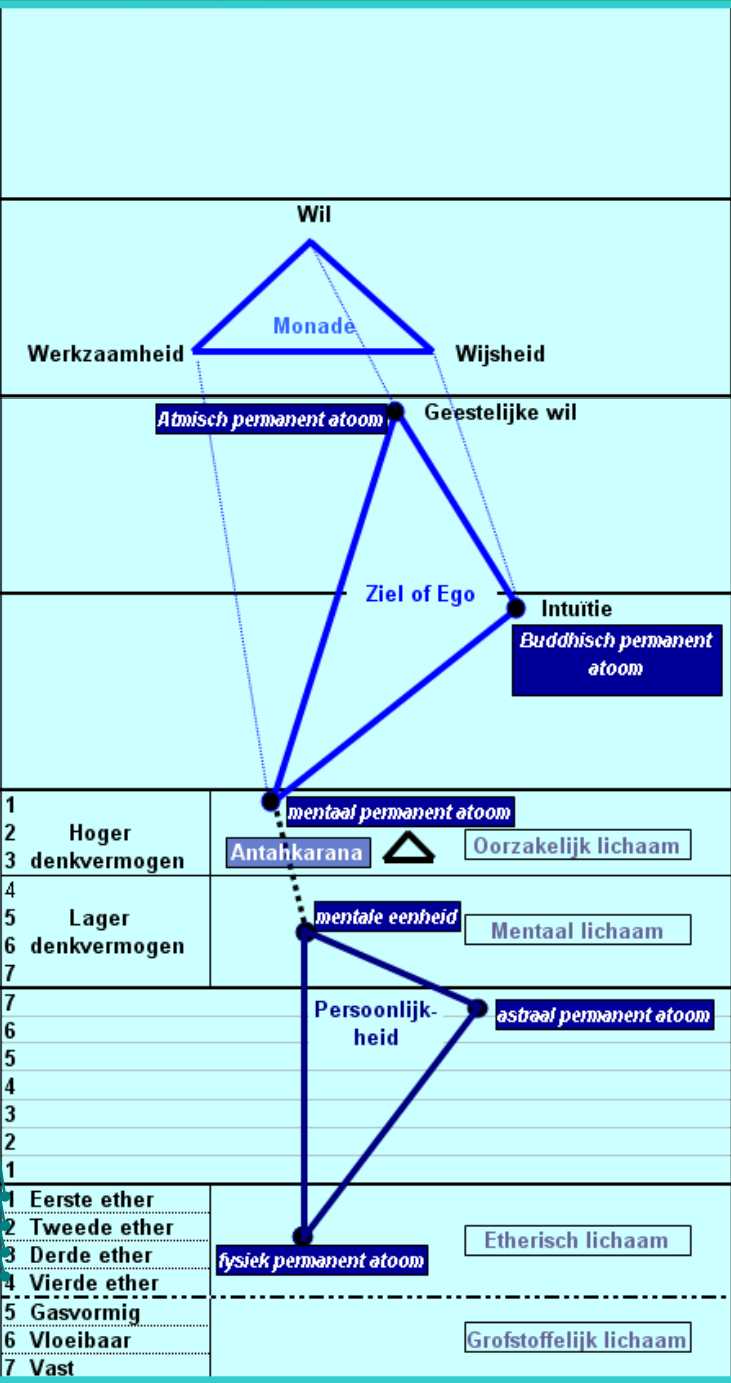 Wil
Monade
Werkzaamheid
Wijsheid
Atmisch permanent atoom
Geestelijke wil
Ziel of Ego
Intuïtie
Buddhisch permanent
atoom
1
mentaal permanent atoom
2 Hoger
3 denkvermogen
Antahkarana
Oorzakelijk lichaam
4
5 Lager
mentale eenheid
6 denkvermogen
Mentaal lichaam
7
7
Persoonlijk-
heid
astraal permanent atoom
6
5
4
3
2
1
1 Eerste ether
2 Tweede ether
3 Derde ether
4 Vierde ether
fysiek permanent atoom
Etherisch lichaam
5 Gasvormig
6 Vloeibaar
7 Vast
Grofstoffelijk lichaam